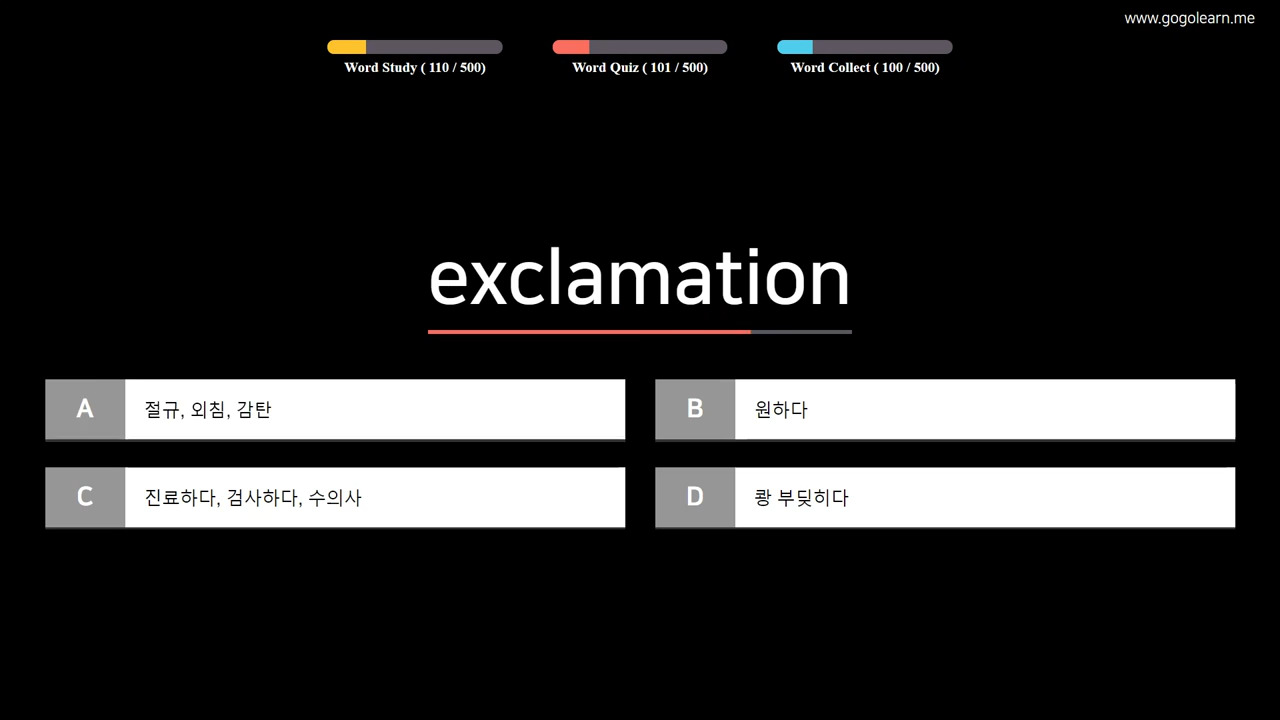 www.gogolearn.me
Word Study ( 110 / 500)
Word Quiz ( 101 / 500)
Word Collect ( 100 / 500)
exclamation
A 절규, 외침, 감탄
B 원하다
C 진료하다, 검사하다, 수의사
D 쾅 부딪히다